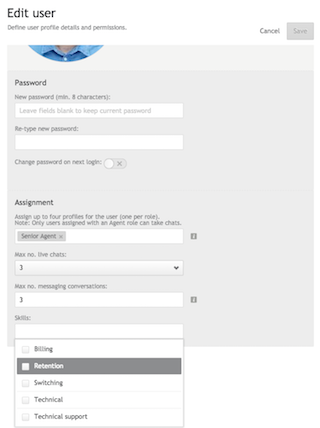 Edit user
Define user profile details and permissions.
Cancel
Save
Password
New password (min. 8 characters):
Leave fields blank to keep current password
Re-type new password:
Change password on next login:
Assignment
Assign up to four profiles for the user (one per role).
Note: Only users assigned with an Agent role can take chats.
Senior Agent x
i
Max no. live chats:
3
Max no. messaging conversations:
3
i
Skills:
Billing
Retention
Switching
Technical
Technical support